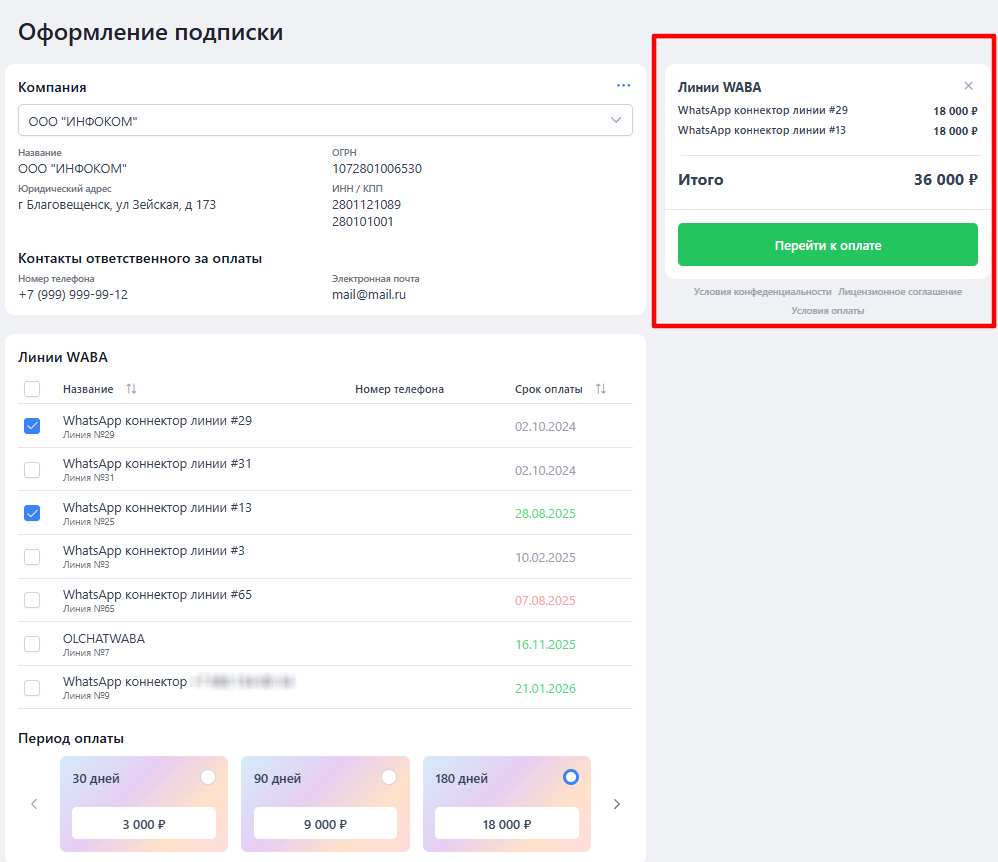 Оформление подписки
Компания
ООО "ИНФОКОМ"
Название
ООО "ИНФОКОМ"
ОГРН
1072801006530
Юридический адрес
г Благовещенск, ул Зейская, д 173
ИНН / КПП
2801121089
280101001
Контакты ответственного за оплаты
Номер телефона
+7 (999) 999-99-12
Электронная почта
mail@mail.ru
Линии WABA
WhatsApp коннектор линии #29 18 000 ₽
WhatsApp коннектор линии #13 18 000 ₽
Итого 36 000 ₽
Перейти к оплате
Условия конфеденциальности Лицензионное соглашение
Условия оплаты
Линии WABA
Название Номер телефона Срок оплаты
WhatsApp коннектор линии #29 02.10.2024
Линия №29
WhatsApp коннектор линии #31 02.10.2024
Линия №31
WhatsApp коннектор линии #13 28.08.2025
Линия №25
WhatsApp коннектор линии #3 10.02.2025
Линия №3
WhatsApp коннектор линии #65 07.08.2025
Линия №65
OLCHATWABA 16.11.2025
Линия №7
WhatsApp коннектор 21.01.2026
Линия №9
Период оплаты
30 дней 90 дней 180 дней
3 000 ₽ 9 000 ₽ 18 000 ₽